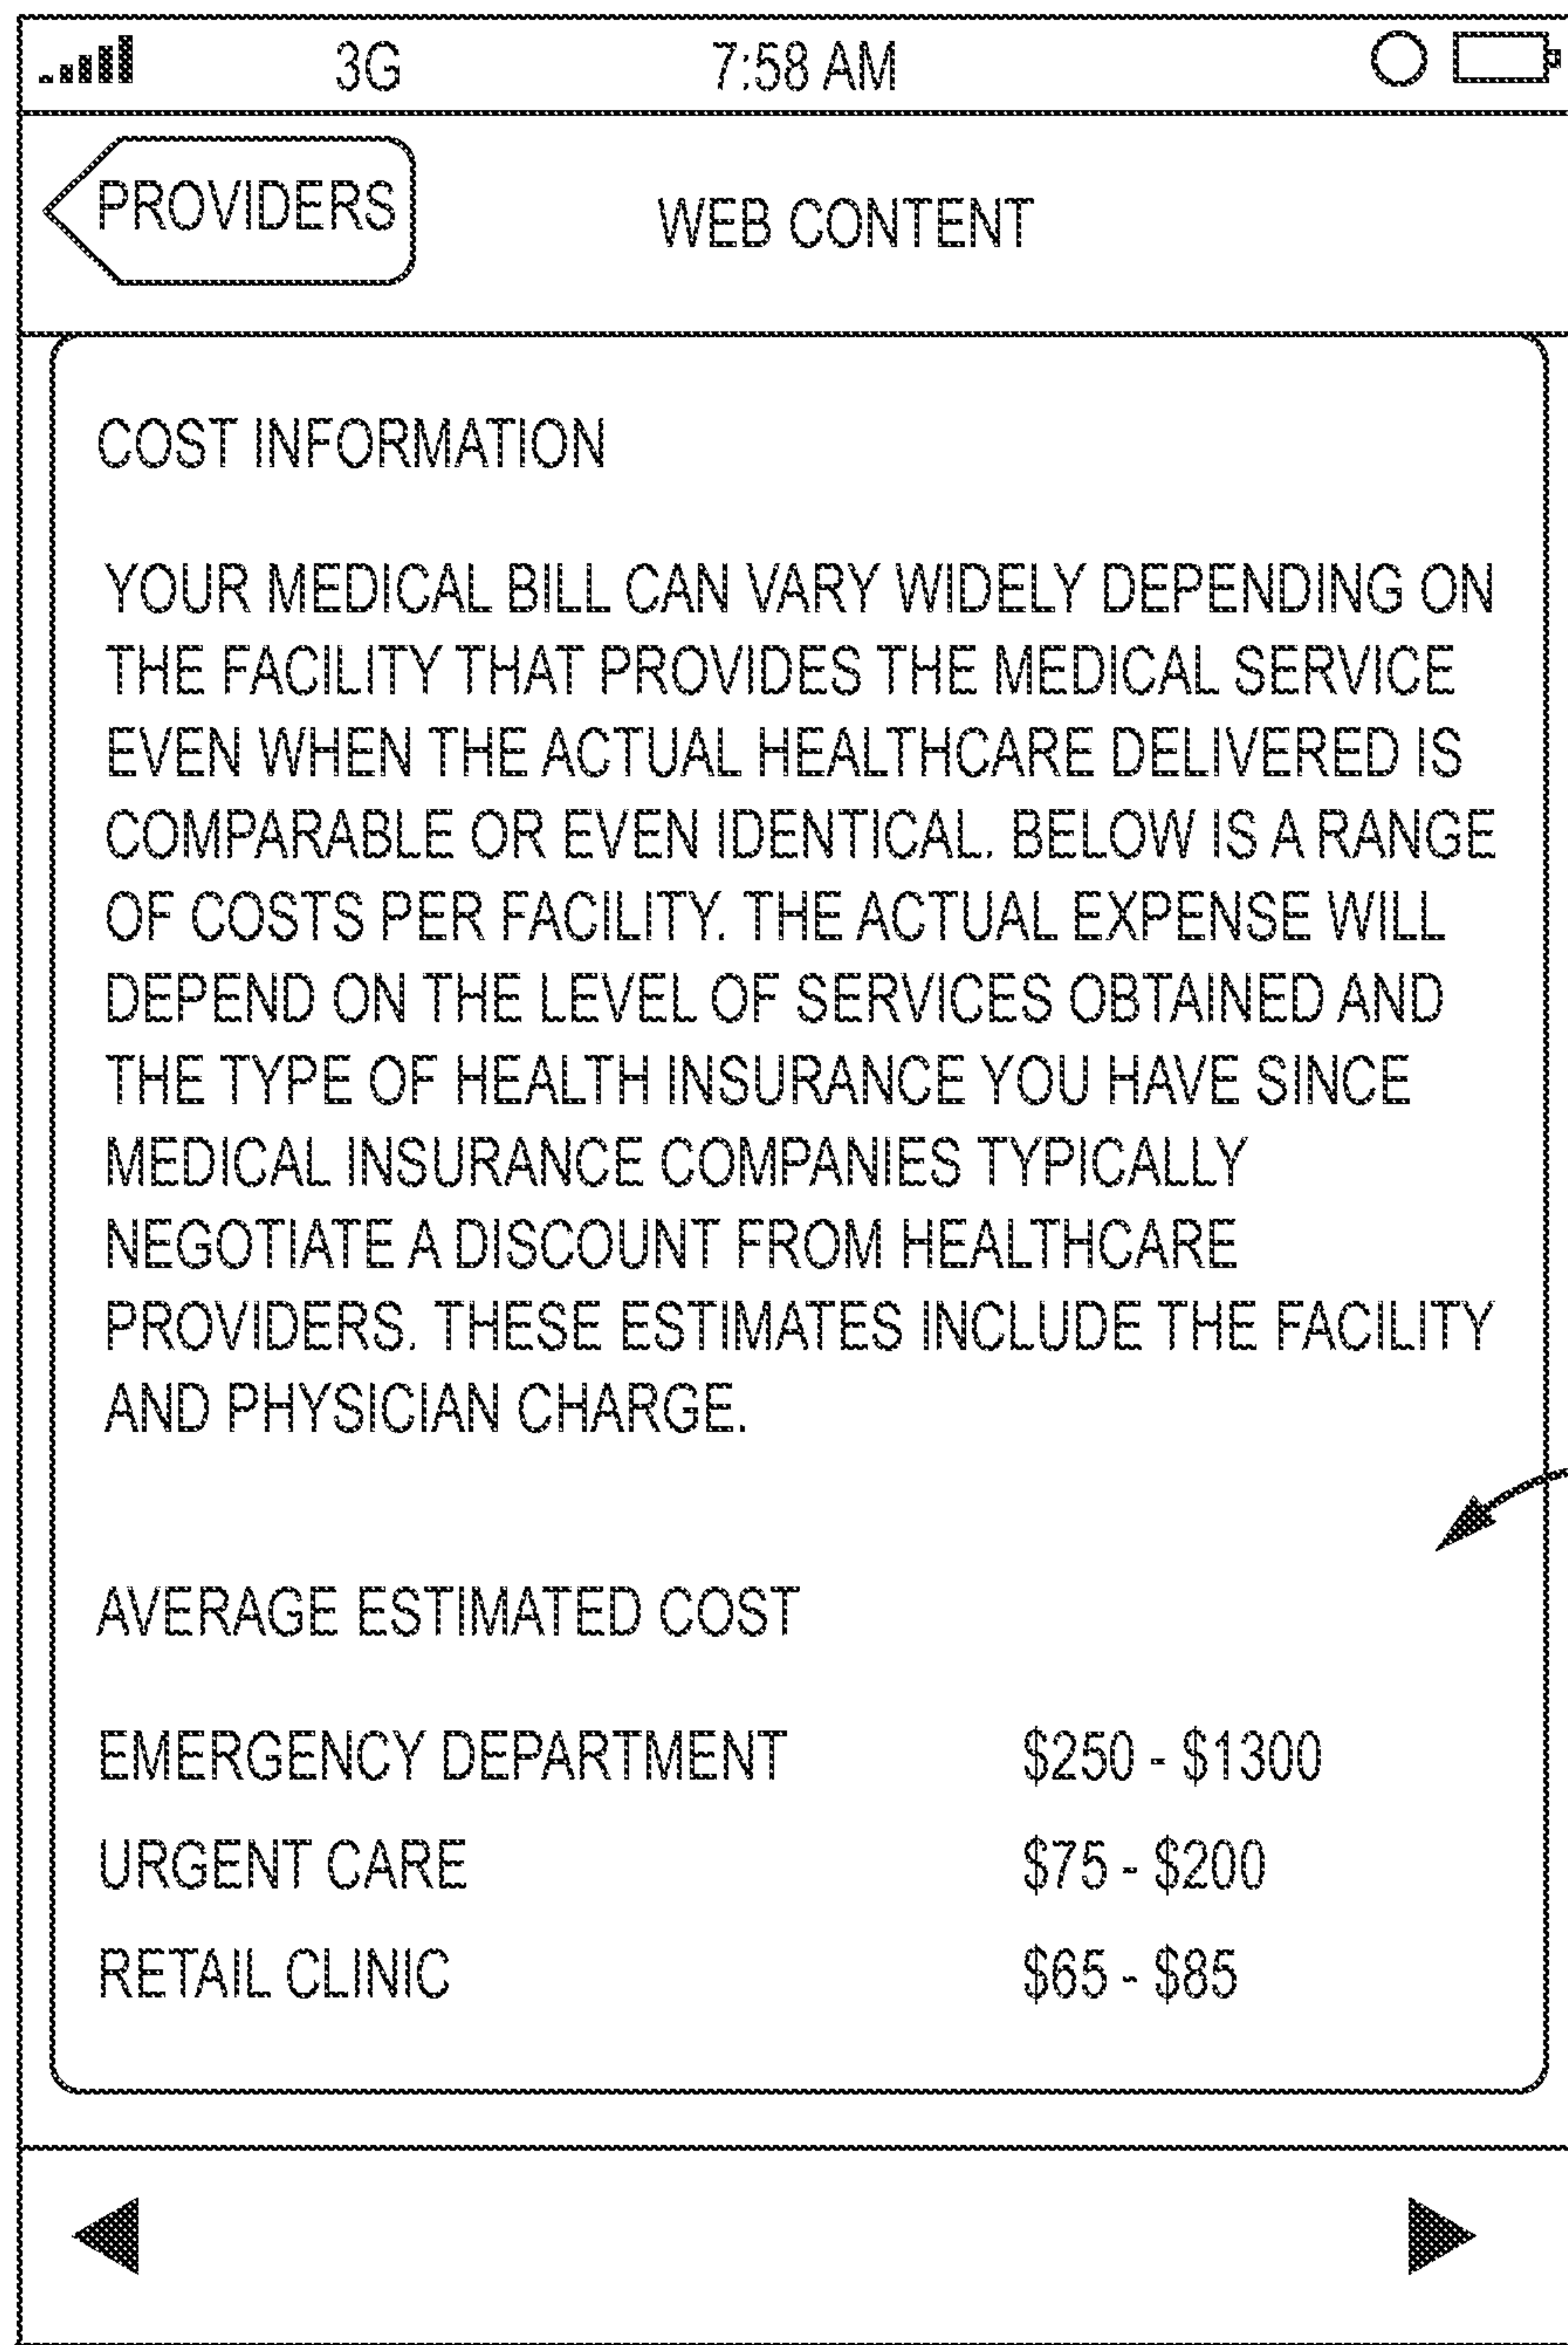 3G 7:58 AM
PROVIDERS
WEB CONTENT
COST INFORMATION
YOUR MEDICAL BILL CAN VARY WIDELY DEPENDING ON
THE FACILITY THAT PROVIDES THE MEDICAL SERVICE
EVEN WHEN THE ACTUAL HEALTHCARE DELIVERED IS
COMPARABLE OR EVEN IDENTICAL. BELOW IS A RANGE
OF COSTS PER FACILITY. THE ACTUAL EXPENSE WILL
DEPEND ON THE LEVEL OF SERVICES OBTAINED AND
THE TYPE OF HEALTH INSURANCE YOU HAVE SINCE
MEDICAL INSURANCE COMPANIES TYPICALLY
NEGOTIATE A DISCOUNT FROM HEALTHCARE
PROVIDERS. THESE ESTIMATES INCLUDE THE FACILITY
AND PHYSICIAN CHARGE.
AVERAGE ESTIMATED COST
EMERGENCY DEPARTMENT $250 - $1300
URGENT CARE $75 - $200
RETAIL CLINIC $65 - $85